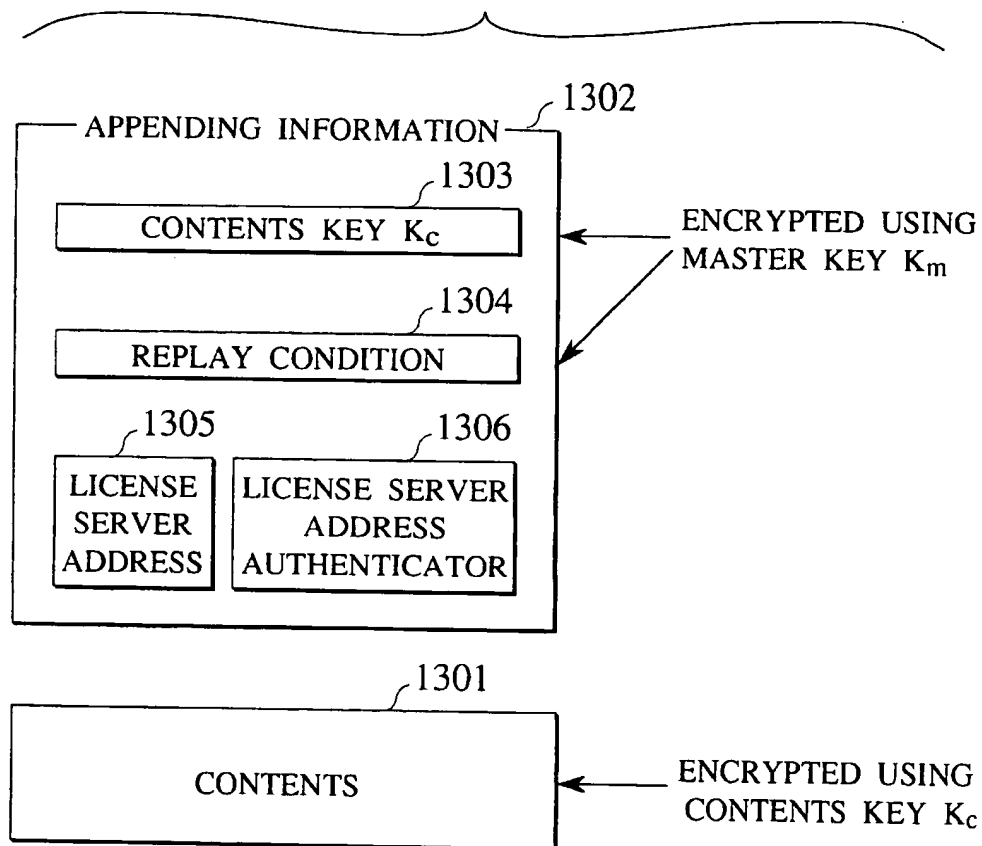 1302
APPENDING INFORMATION
1303
CONTENTS KEY Kc
ENCRYPTED USING
MASTER KEY Km
1304
REPLAY CONDITION
1305
1306
LICENSE
SERVER
ADDRESS
LICENSE SERVER
ADDRESS
AUTHENTICATOR
1301
CONTENTS
ENCRYPTED USING
CONTENTS KEY Kc